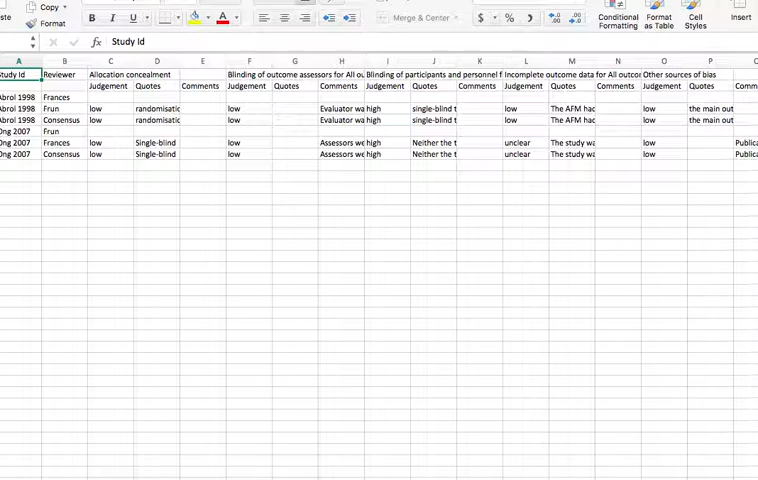 Copy
B I U A
Merge & Center
$ %
Conditional Formatting
Format as Table
Cell Styles
Insert
Format
fx Study Id
A B C D E F G H I J K L M N O P
Study Id Reviewer Allocation concealment Blinding of outcome assessors for All ou Blinding of participants and personnel f Incomplete outcome data for All outcor Other sources of bias
Judgement Quotes Comments Judgement Quotes Comments Judgement Quotes Comments Judgement Quotes Comments Judgement Quotes Comm
Abrol 1998 Frances
Abrol 1998 Frun low randomisatic low Evaluator wa high single-blind t low The AFM hac low the main out
Abrol 1998 Consensus low randomisatic low Evaluator wa high single-blind t low The AFM hac low the main out
Ong 2007 Frun
Ong 2007 Frances low Single-blind low Assessors we high Neither the t unclear The study wa low Publica
Ong 2007 Consensus low Single-blind low Assessors we high Neither the t unclear The study wa low Publica